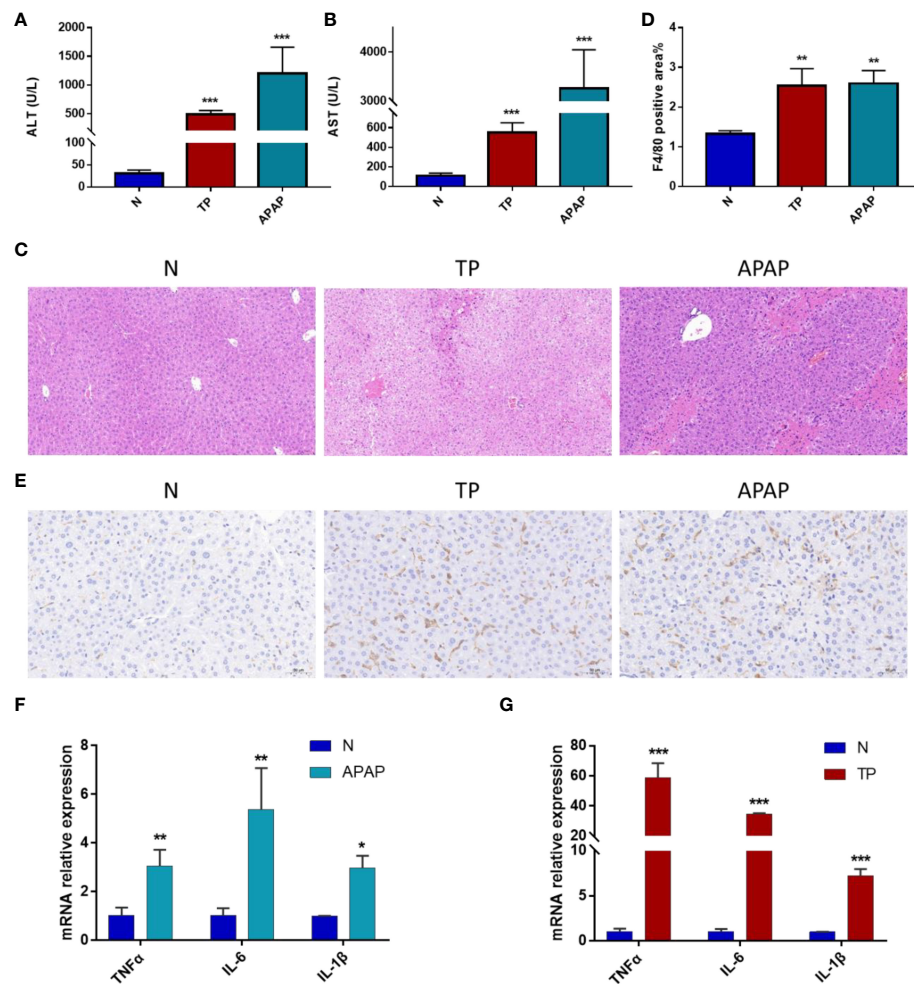 A
ALT (U/L)
2000
1500
1000
500
100
50
0
***
***
N
TP
APAP
B
AST (U/L)
4000
3000
600
400
200
0
***
***
N
TP
APAP
D
F4/80 positive area%
4
3
2
1
0
**
**
N
TP
APAP
C
N
TP
APAP
E
N
TP
APAP
F
mRNA relative expression
8
6
4
2
0
**
**
*
N
APAP
TNFα
IL-6
IL-1β
G
mRNA relative expression
80
60
40
20
10
5
0
***
***
***
N
TP
TNFα
IL-6
IL-1β